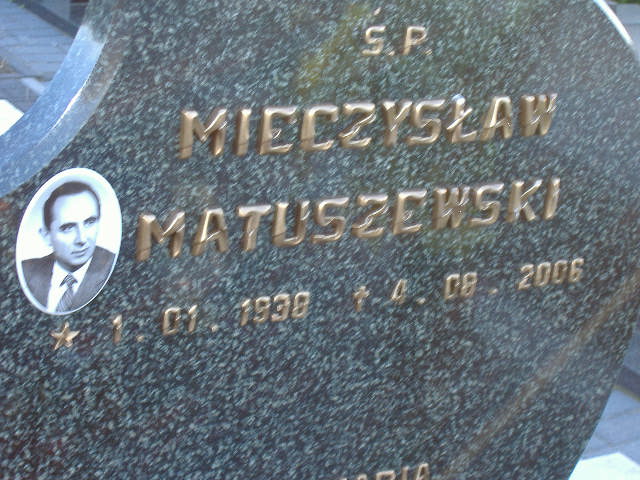 Ś.P.
MIECZYSŁAW
MATUSZEWSKI
★ 1.01.1938 ✝ 4.08.2006